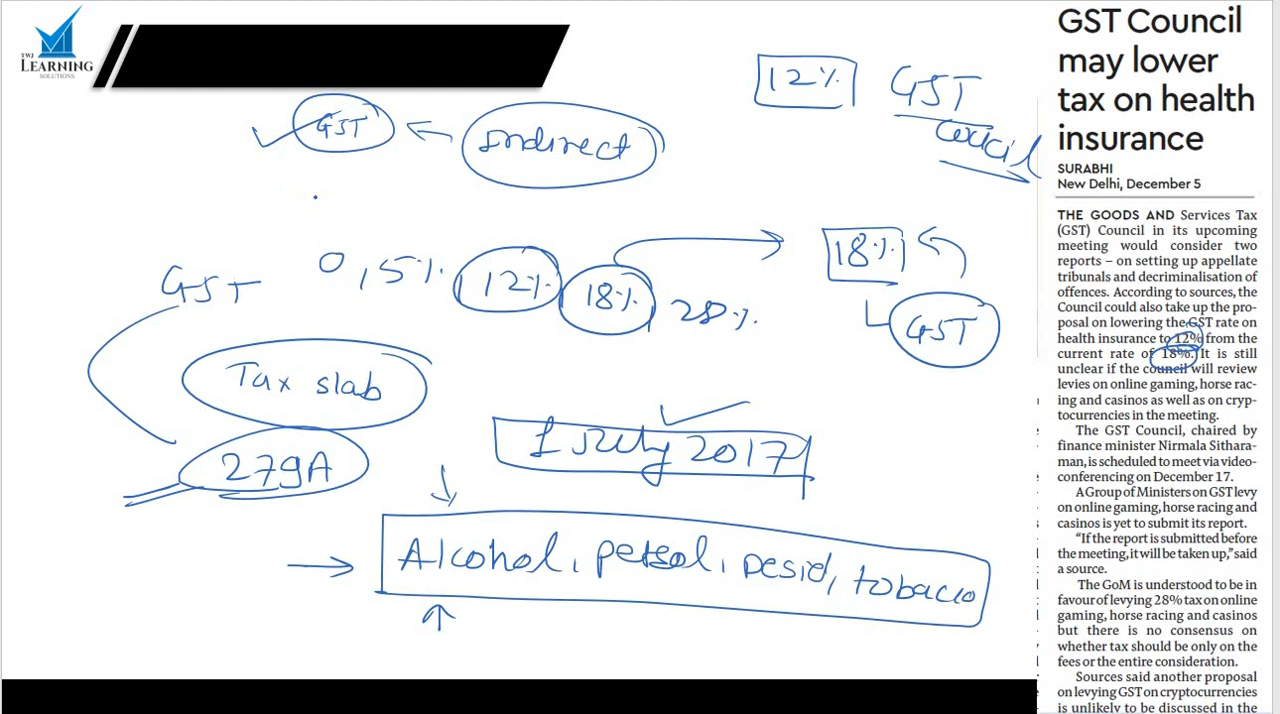 TWJ
LEARNING
SOLUTIONS
12%
GST
Council
GST
Indirect
18%
GST
GST 0, 5% 12% 18% 28%
Tax slab
279A
1 July 2017
Alcohol, petrol, desiel, tobacco
GST Council
may lower
tax on health
insurance
SURABHI
New Delhi, December 5
THE GOODS AND Services Tax
(GST) Council in its upcoming
meeting would consider two
reports – on setting up appellate
tribunals and decriminalisation of
offences. According to sources, the
Council could also take up the pro-
posal on lowering the GST rate on
health insurance to 12% from the
current rate of 18%. It is still
unclear if the council will review
levies on online gaming, horse rac-
ing and casinos as well as on cryp-
tocurrencies in the meeting.
The GST Council, chaired by
finance minister Nirmala Sithara-
man, is scheduled to meet via video-
conferencing on December 17.
A Group of Ministers on GST levy
on online gaming, horse racing and
casinos is yet to submit its report.
"If the report is submitted before
the meeting, it will be taken up," said
a source.
The GoM is understood to be in
favour of levying 28% tax on online
gaming, horse racing and casinos
but there is no consensus on
whether tax should be only on the
fees or the entire consideration.
Sources said another proposal
on levying GST on cryptocurrencies
is unlikely to be discussed in the